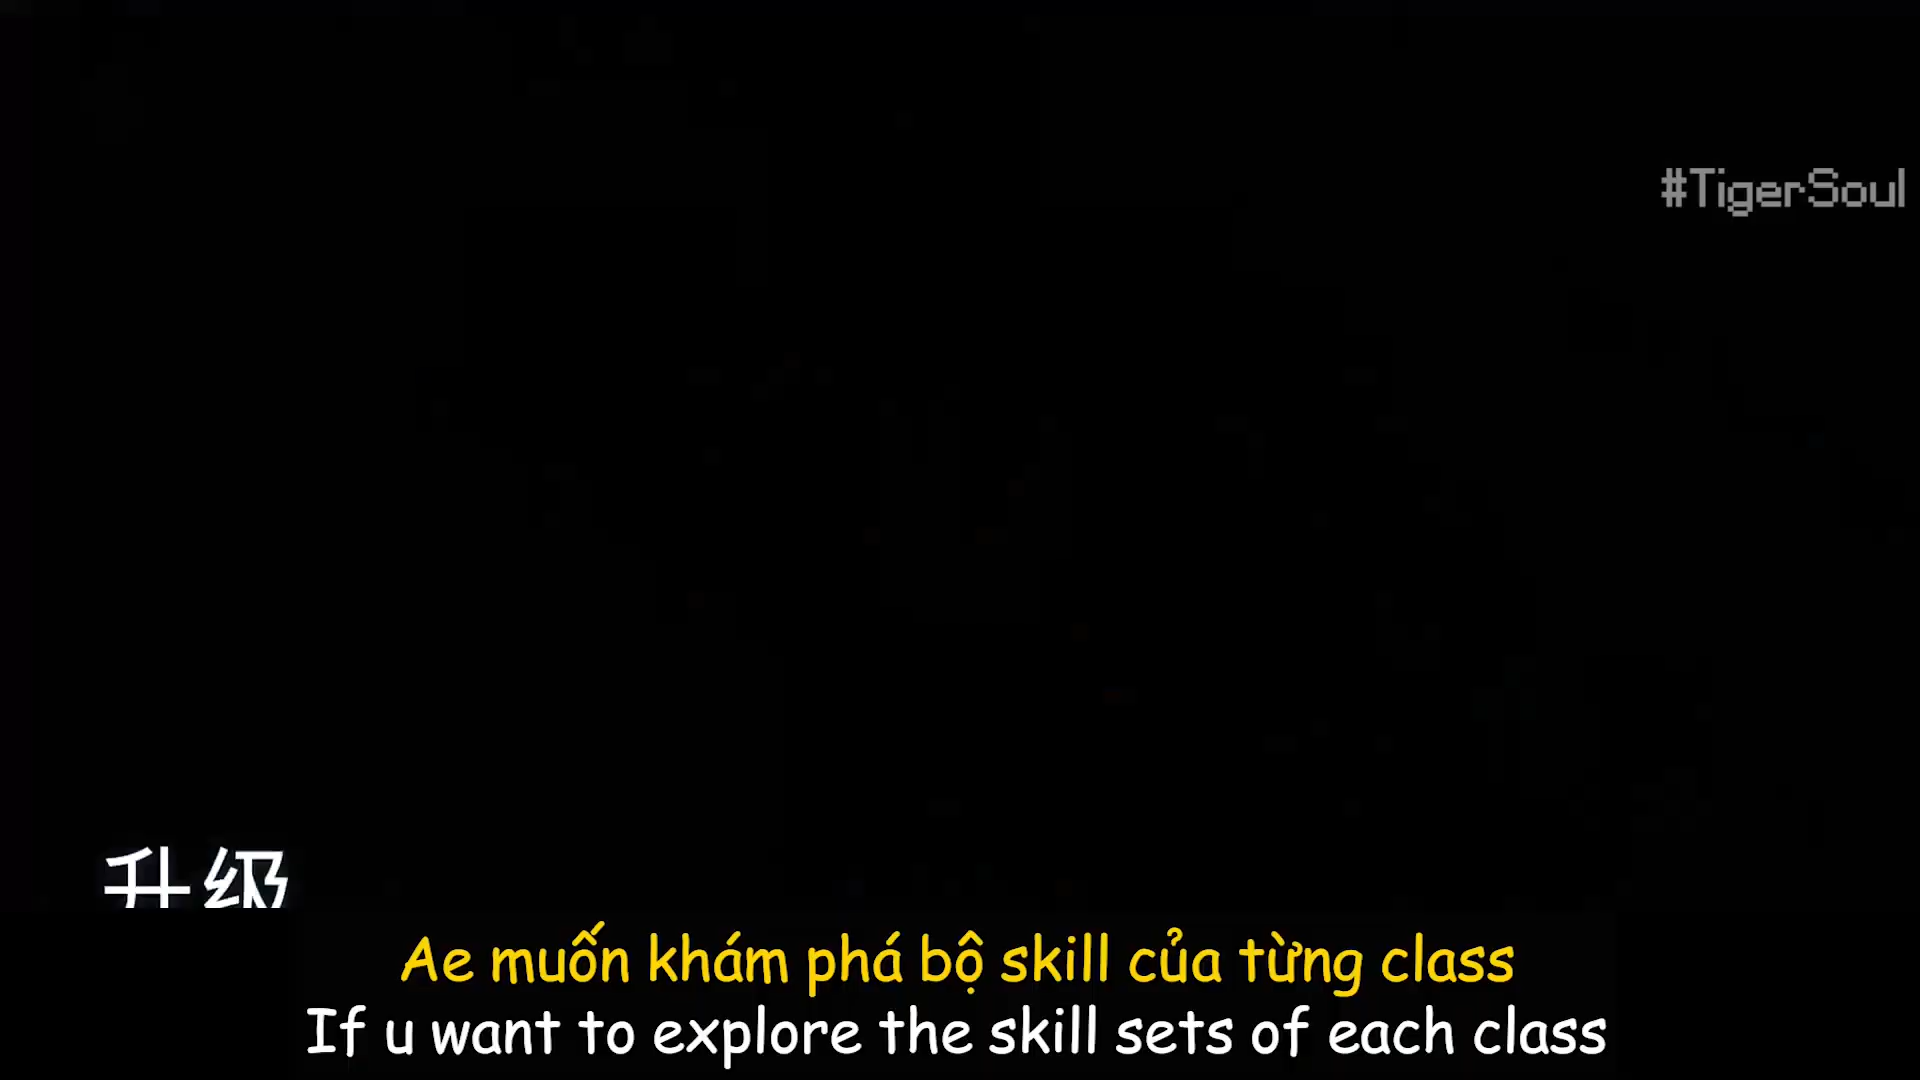 #TigerSoul
升级
Ae muốn khám phá bộ skill của từng class
If u want to explore the skill sets of each class